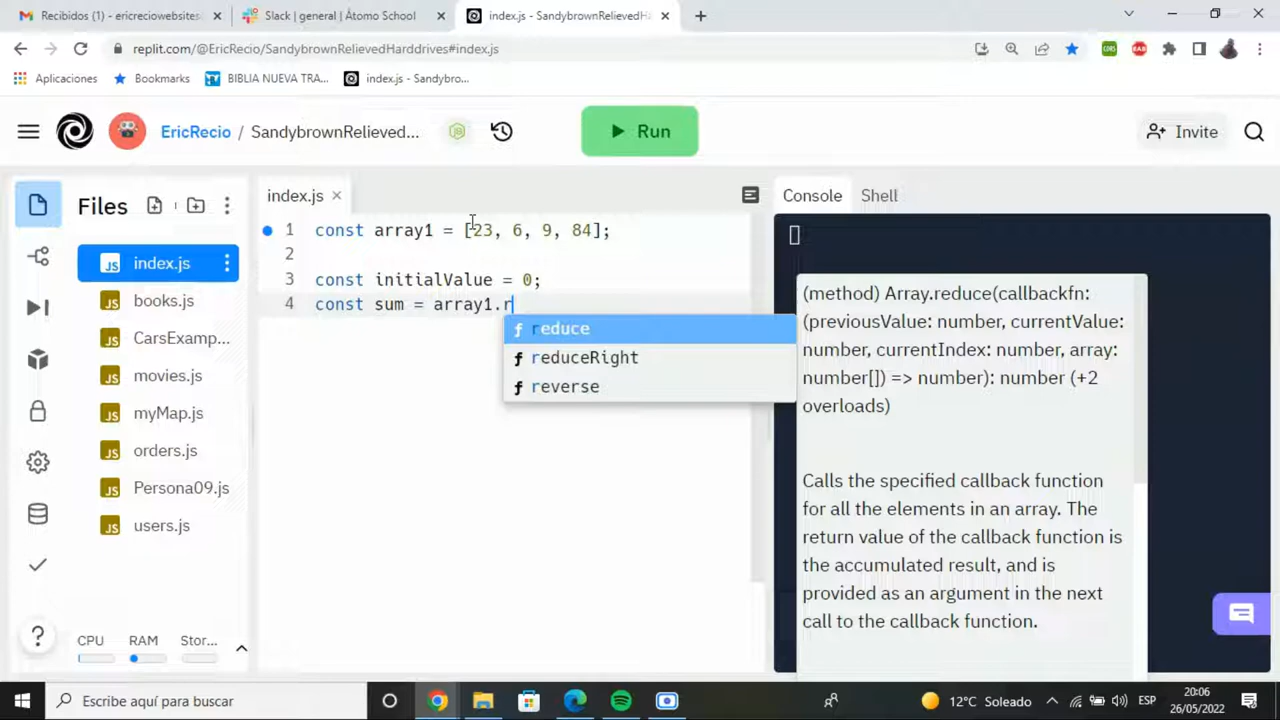 Recibidos (1) - ericreciowebsites
Slack | general | Átomo School
index.js - SandybrownRelievedHa
replit.com/@EricRecio/SandybrownRelievedHarddrives#index.js
Aplicaciones
Bookmarks
BIBLIA NUEVA TRA...
index.js - Sandybro...
EricRecio / SandybrownRelieved...
Run
Invite
Files
index.js
books.js
CarsExamp...
movies.js
myMap.js
orders.js
Persona09.js
users.js
CPU RAM Stor...
index.js
1 const array1 = [23, 6, 9, 84];
2
3 const initialValue = 0;
4 const sum = array1.r
reduce
reduceRight
reverse
Console Shell
(method) Array.reduce(callbackfn:
(previousValue: number, currentValue:
number, currentIndex: number, array:
number[]) => number): number (+2
overloads)
Calls the specified callback function
for all the elements in an array. The
return value of the callback function is
the accumulated result, and is
provided as an argument in the next
call to the callback function.
Escribe aquí para buscar
12°C Soleado
ESP
20:06
26/05/2022